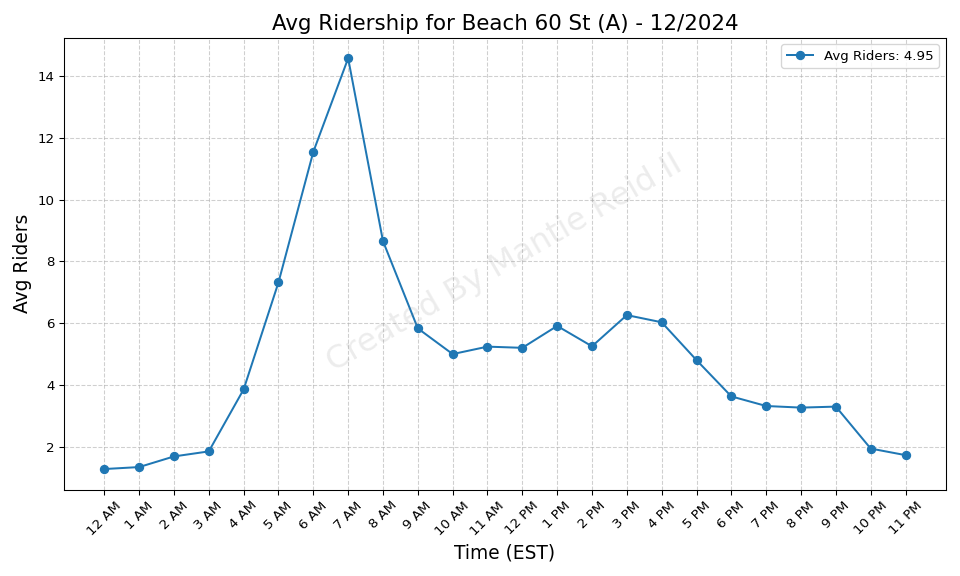 Avg Ridership for Beach 60 St (A) - 12/2024
Avg Riders: 4.95
Avg Riders
14
12
10
8
6
4
2
Created By Mantie Reid II
12 AM
1 AM
2 AM
3 AM
4 AM
5 AM
6 AM
7 AM
8 AM
9 AM
10 AM
11 AM
12 PM
1 PM
2 PM
3 PM
4 PM
5 PM
6 PM
7 PM
8 PM
9 PM
10 PM
11 PM
Time (EST)